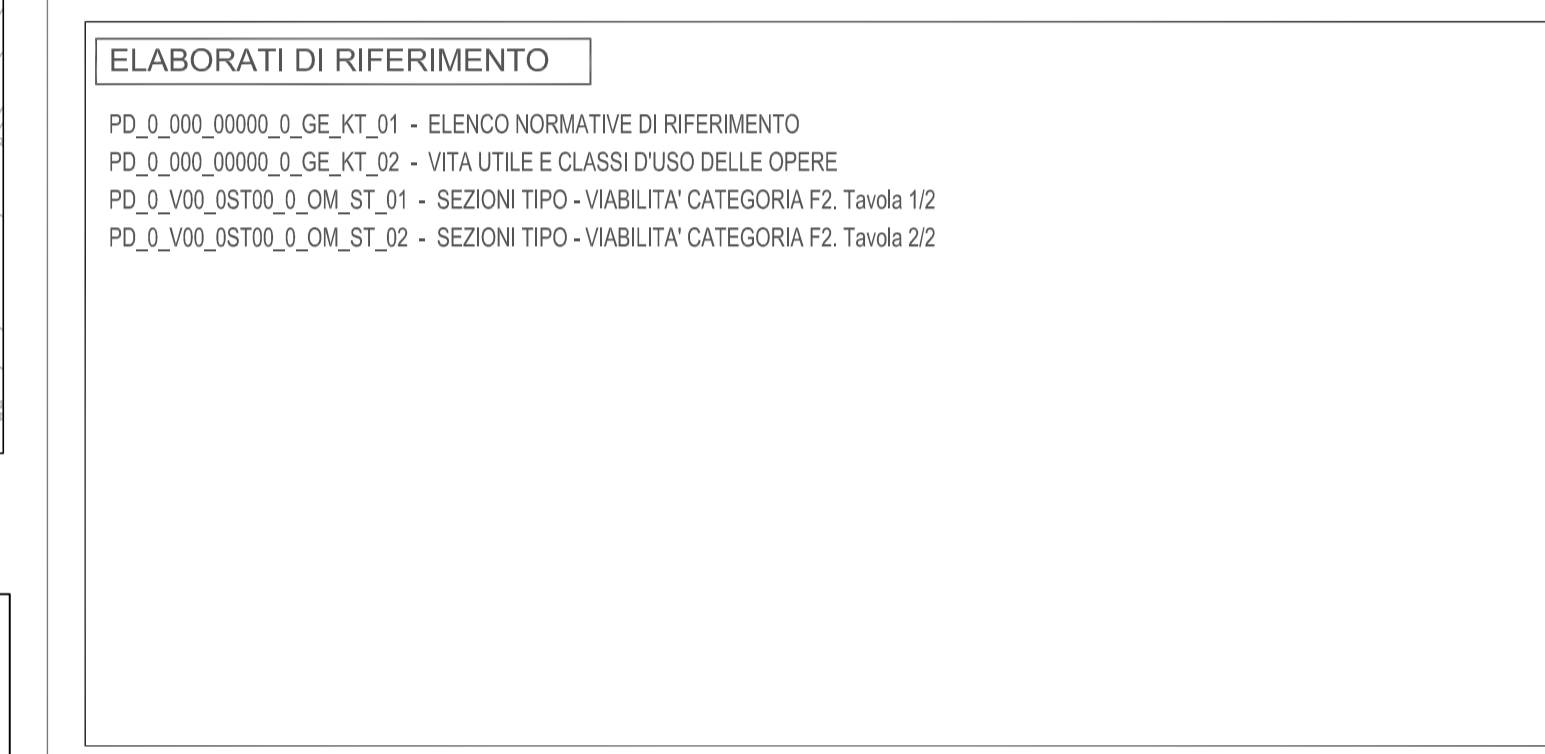 ELABORATI DI RIFERIMENTO
PD_0_000_00000_0_GE_KT_01 - ELENCO NORMATIVE DI RIFERIMENTO
PD_0_000_00000_0_GE_KT_02 - VITA UTILE E CLASSI D'USO DELLE OPERE
PD_0_V00_0ST00_0_OM_ST_01 - SEZIONI TIPO - VIABILITA' CATEGORIA F2. Tavola 1/2
PD_0_V00_0ST00_0_OM_ST_02 - SEZIONI TIPO - VIABILITA' CATEGORIA F2. Tavola 2/2